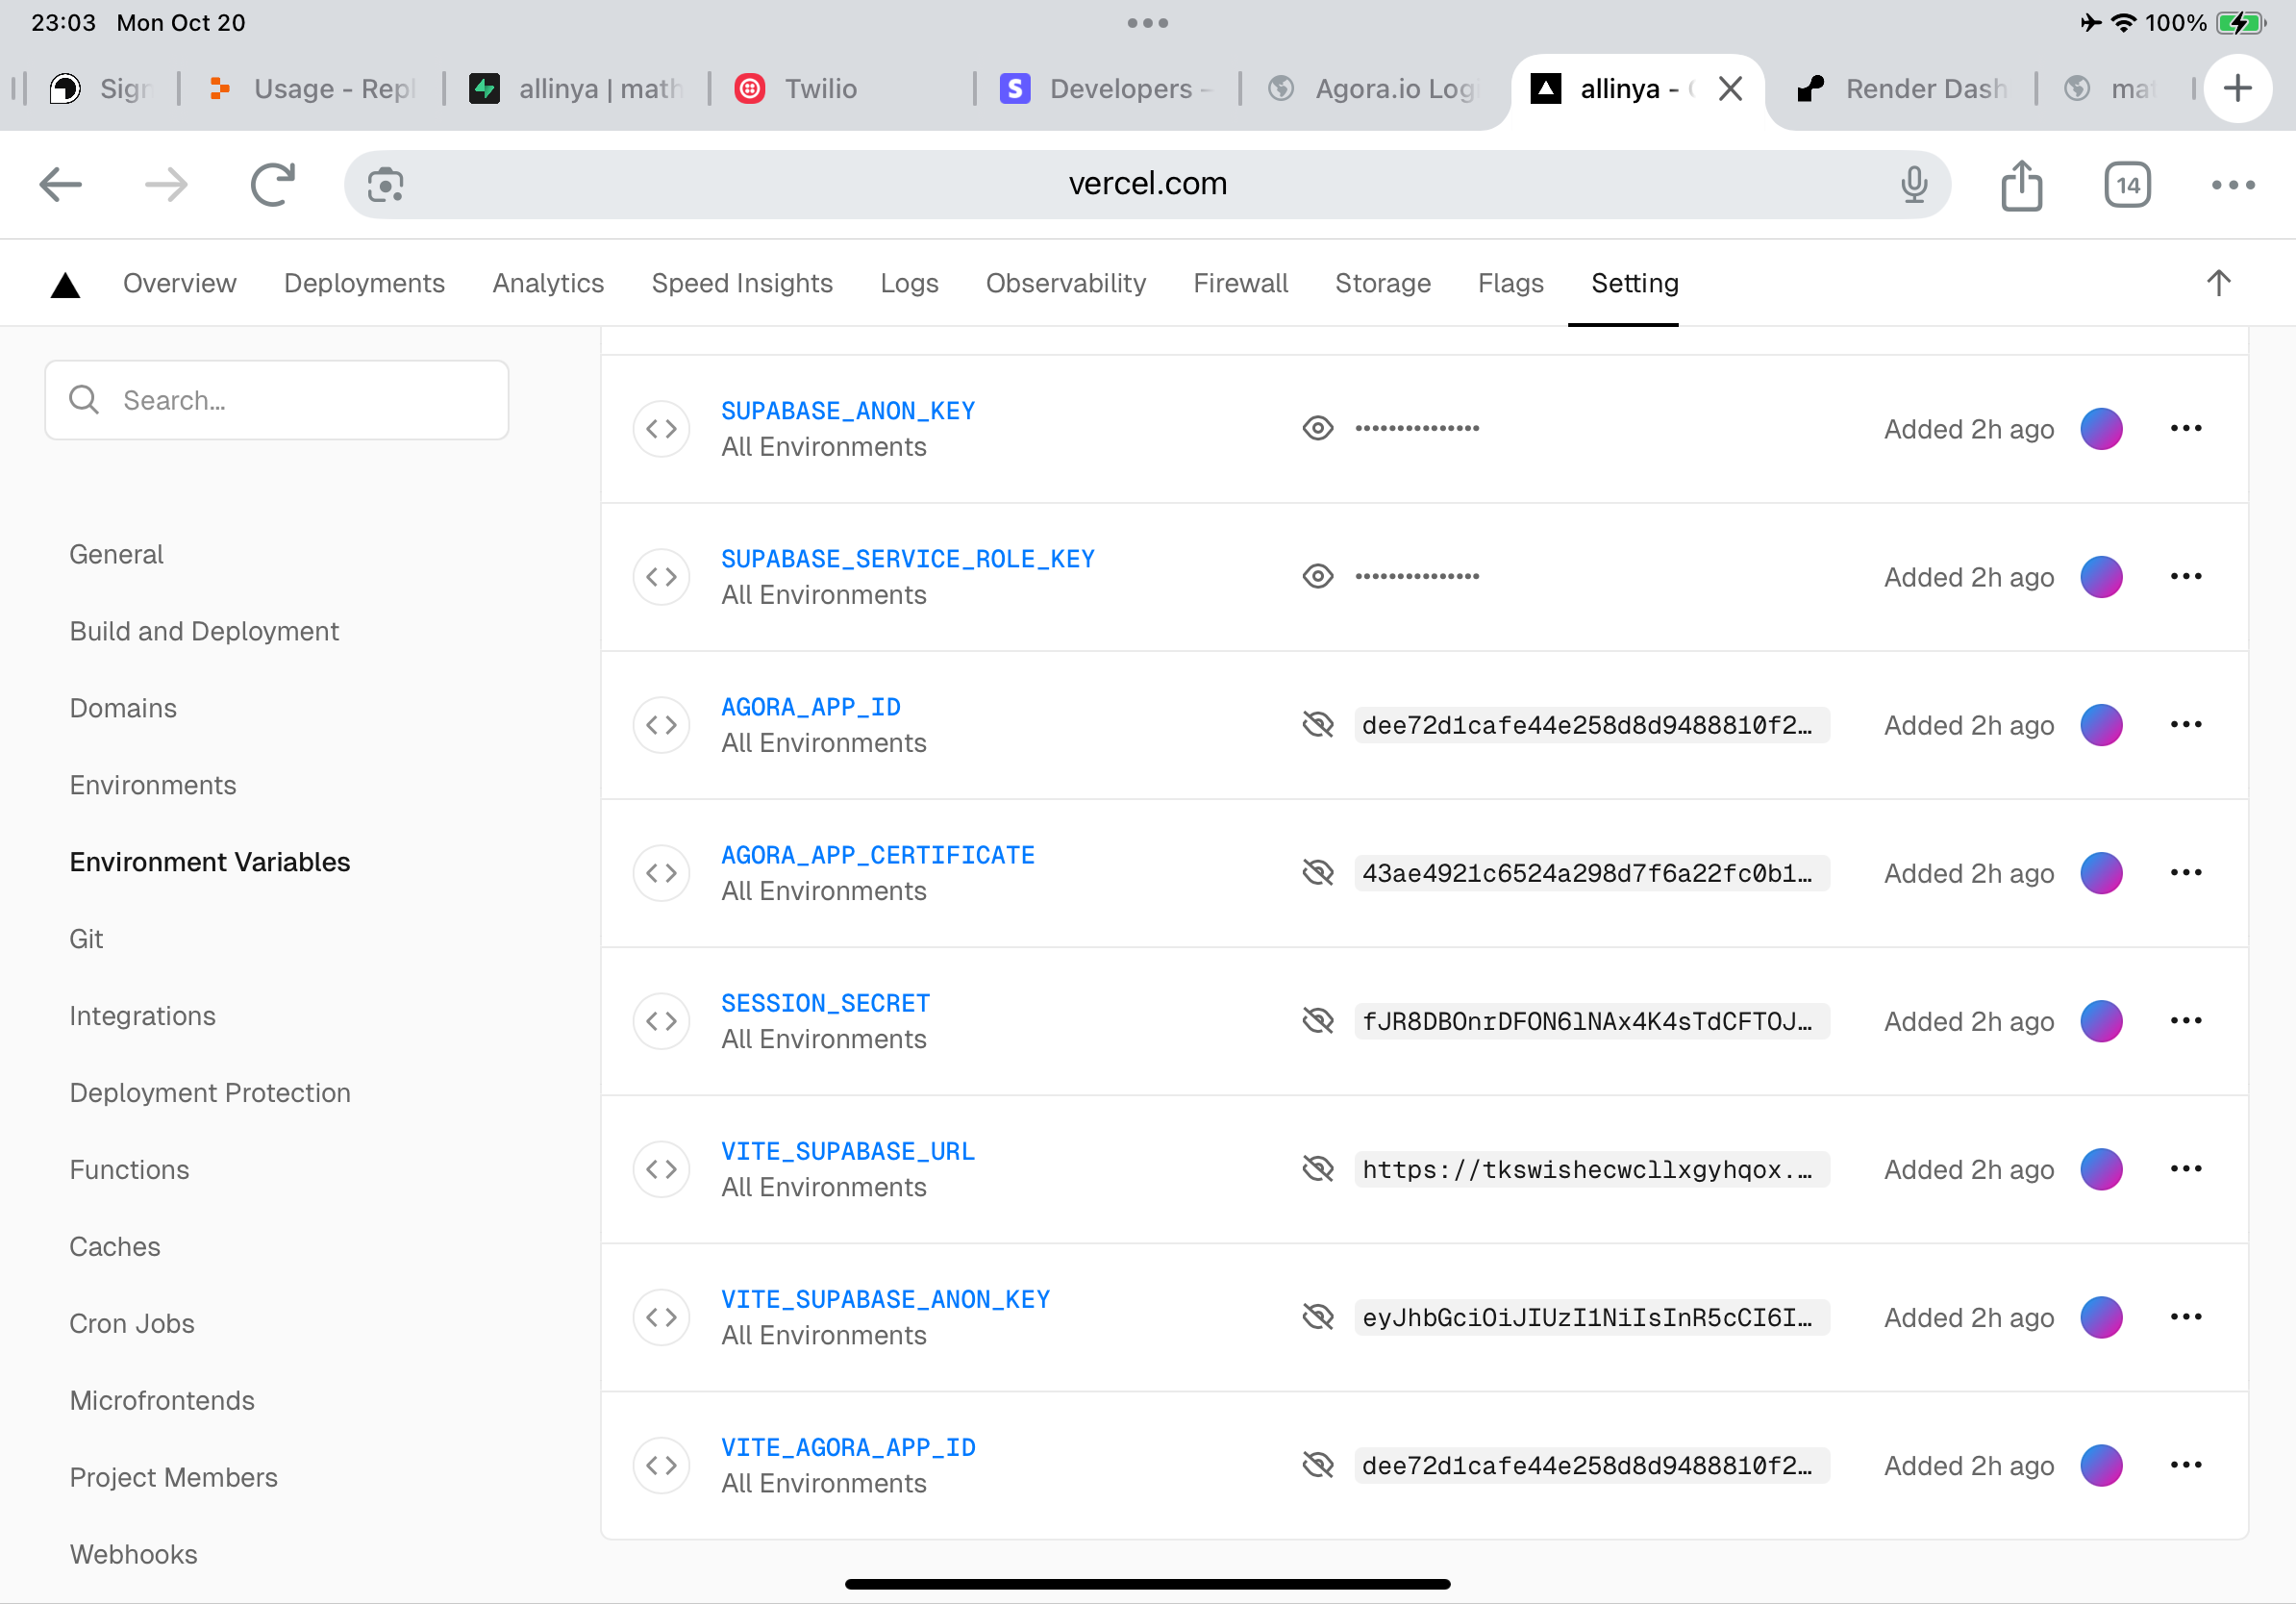 23:03 Mon Oct 20
100%
Sign
Usage - Repl
allinya | math
Twilio
Developers -
Agora.io Logi
allinya -
Render Dash
mat
vercel.com
14
Overview
Deployments
Analytics
Speed Insights
Logs
Observability
Firewall
Storage
Flags
Setting
Search...
General
Build and Deployment
Domains
Environments
Environment Variables
Git
Integrations
Deployment Protection
Functions
Caches
Cron Jobs
Microfrontends
Project Members
Webhooks
SUPABASE_ANON_KEY
All Environments
•••••••••••••••
Added 2h ago
SUPABASE_SERVICE_ROLE_KEY
All Environments
•••••••••••••••
Added 2h ago
AGORA_APP_ID
All Environments
dee72d1cafe44e258d8d9488810f2…
Added 2h ago
AGORA_APP_CERTIFICATE
All Environments
43ae4921c6524a298d7f6a22fc0b1…
Added 2h ago
SESSION_SECRET
All Environments
fJR8DBOnrDFON6lNAx4K4sTdCFTOJ…
Added 2h ago
VITE_SUPABASE_URL
All Environments
https://tkswishecwcllxgyhqox.…
Added 2h ago
VITE_SUPABASE_ANON_KEY
All Environments
eyJhbGciOiJIUzI1NiIsInR5cCI6I…
Added 2h ago
VITE_AGORA_APP_ID
All Environments
dee72d1cafe44e258d8d9488810f2…
Added 2h ago